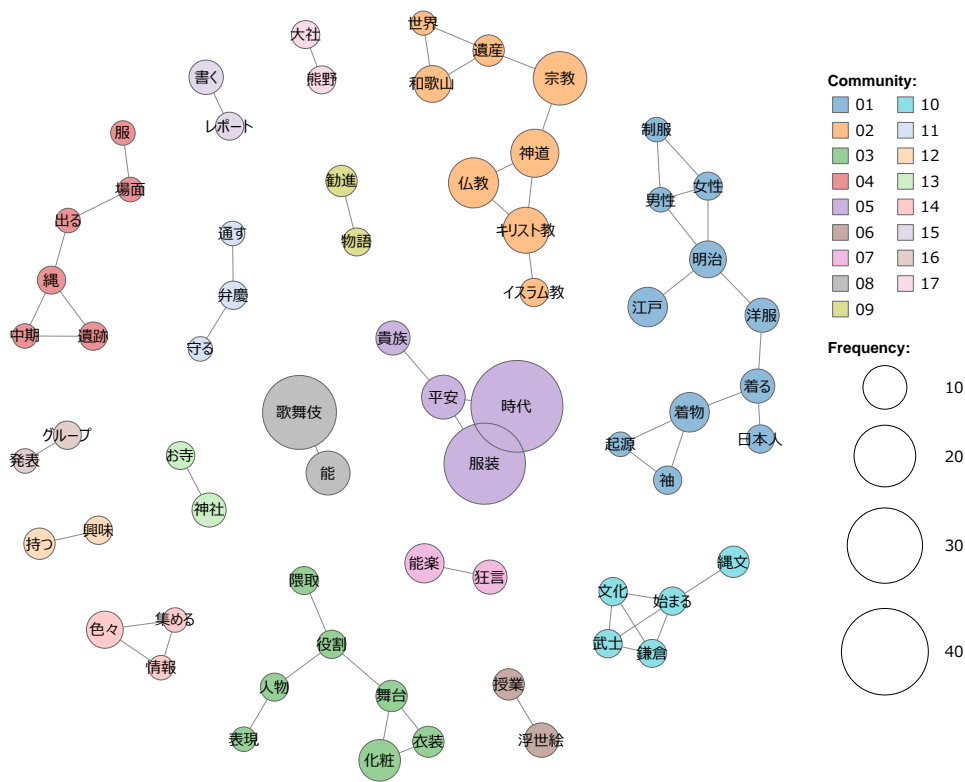 大社
熊野
書く
レポート
世界
遺産
和歌山
宗教
神道
仏教
キリスト教
イスラム教
服
場面
出る
縄
中期
遺跡
勧進
物語
通す
弁慶
守る
制服
女性
男性
明治
江戸
洋服
着る
日本人
着物
起源
袖
貴族
平安
時代
服装
歌舞伎
能
グループ
発表
お寺
神社
持つ
興味
色々
集める
情報
隈取
役割
人物
表現
舞台
化粧
衣装
能楽
狂言
授業
浮世絵
縄文
文化
始まる
武士
鎌倉
Community:
01 10
02 11
03 12
04 13
05 14
06 15
07 16
08 17
09
Frequency:
10
20
30
40